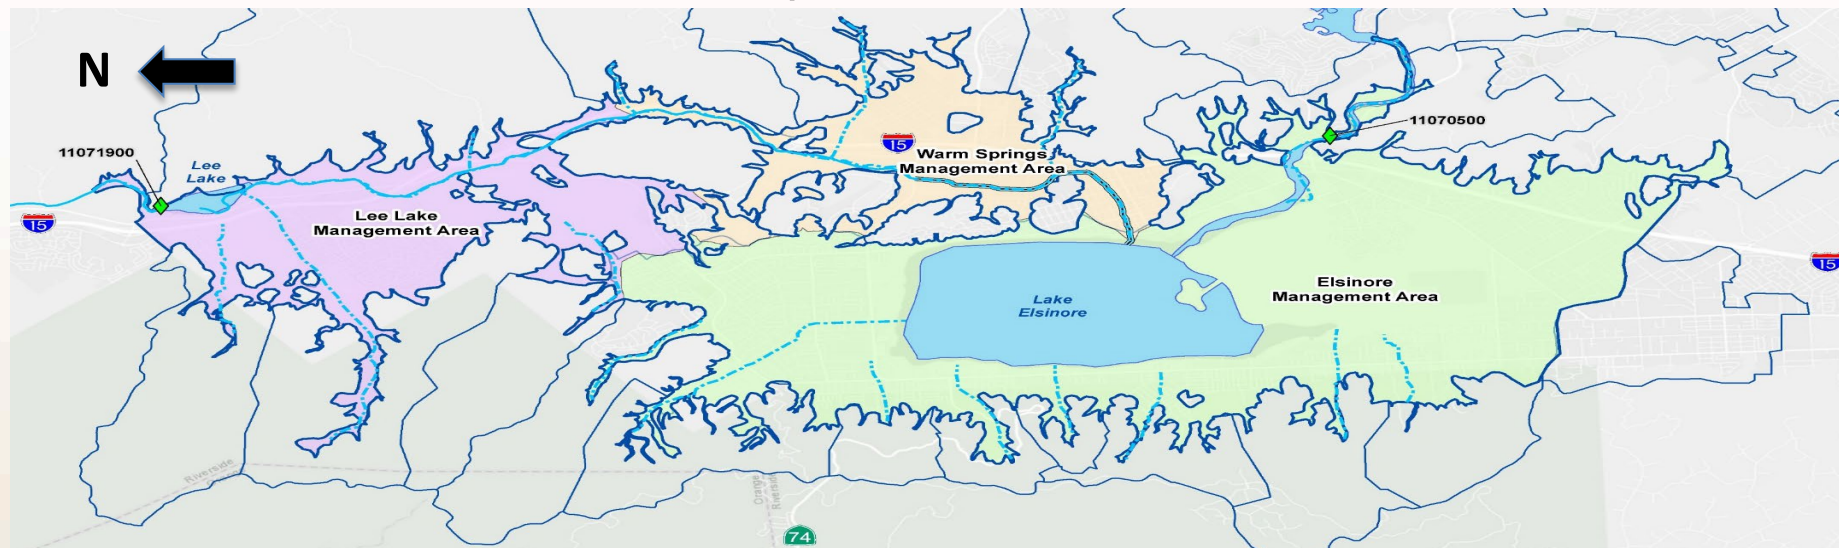 N
11071900
Lee
Lake
15
Lee Lake
Management Area
15
Warm Springs
Management Area
11070500
Lake
Elsinore
Elsinore
Management Area
15
Riverside
Orange
Riverside
74